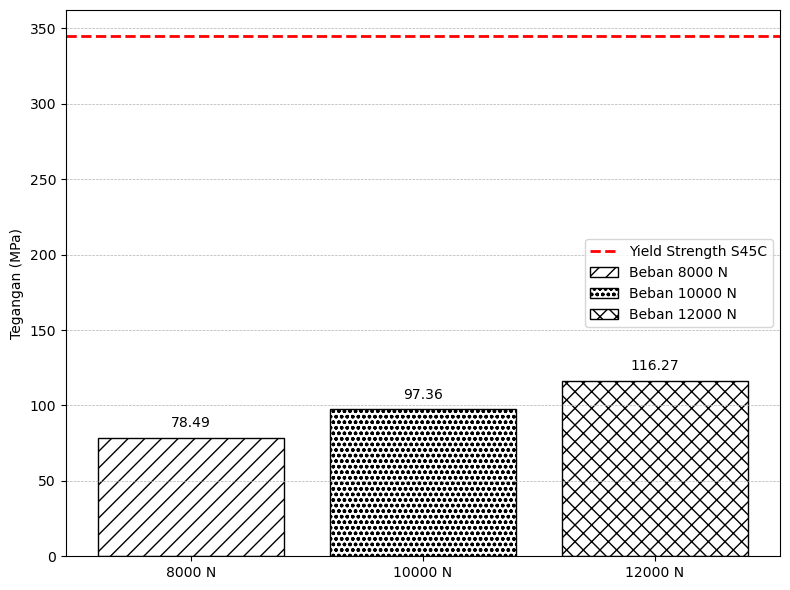 350
300
250
200
150
100
50
0
Tegangan (MPa)
Yield Strength S45C
Beban 8000 N
Beban 10000 N
Beban 12000 N
78.49
97.36
116.27
8000 N
10000 N
12000 N